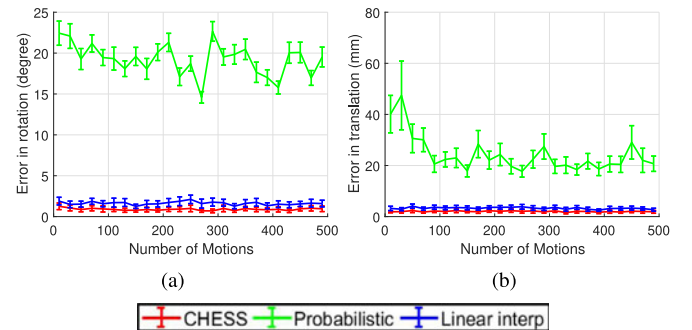 25
20
15
10
5
0
Error in rotation (degree)
0 100 200 300 400 500
Number of Motions
(a)
80
60
40
20
0
Error in translation (mm)
0 100 200 300 400 500
Number of Motions
(b)
CHESS Probabilistic Linear interp